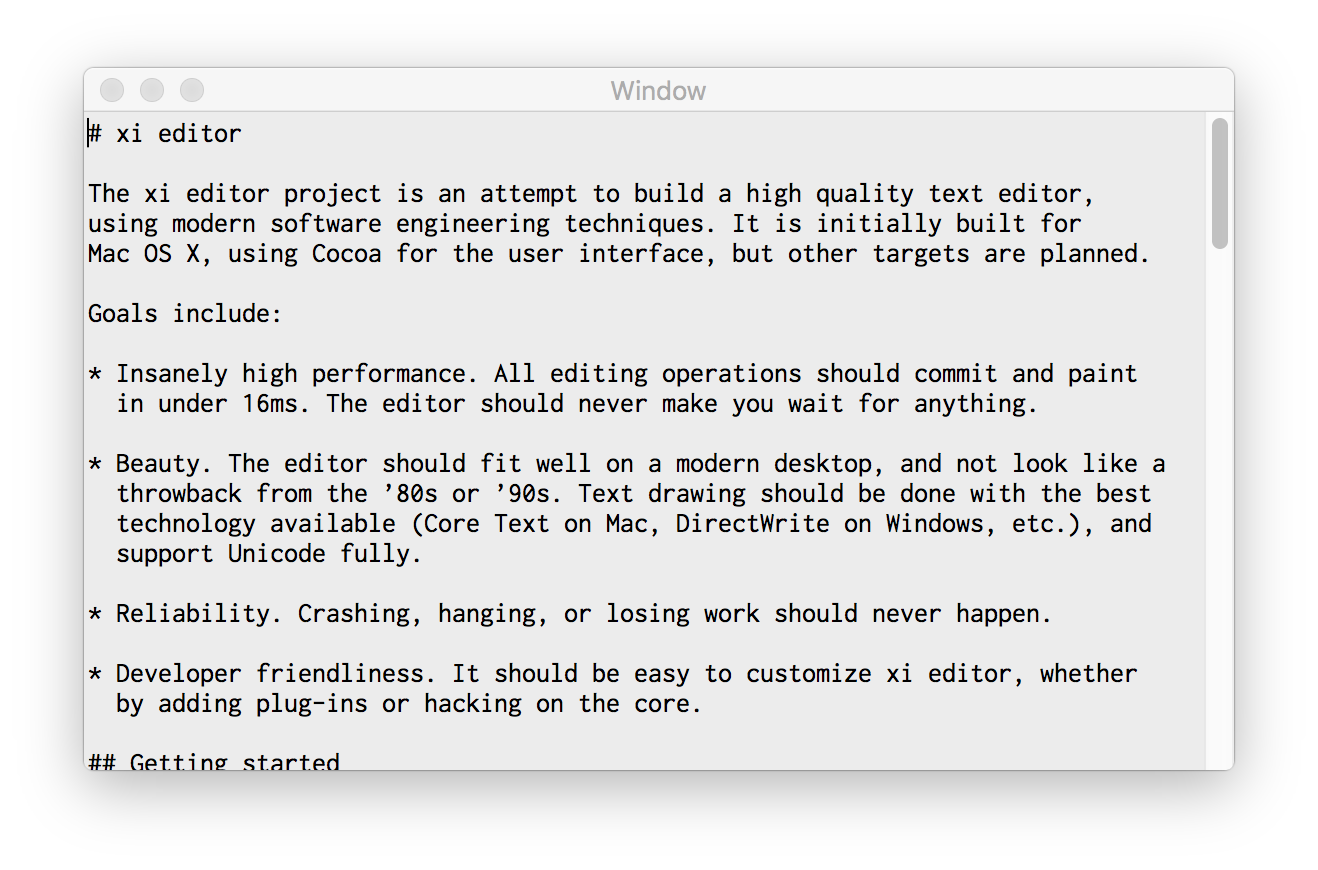 Window
# xi editor
The xi editor project is an attempt to build a high quality text editor,
using modern software engineering techniques. It is initially built for
Mac OS X, using Cocoa for the user interface, but other targets are planned.
Goals include:
* Insanely high performance. All editing operations should commit and paint
in under 16ms. The editor should never make you wait for anything.
* Beauty. The editor should fit well on a modern desktop, and not look like a
throwback from the ’80s or ’90s. Text drawing should be done with the best
technology available (Core Text on Mac, DirectWrite on Windows, etc.), and
support Unicode fully.
* Reliability. Crashing, hanging, or losing work should never happen.
* Developer friendliness. It should be easy to customize xi editor, whether
by adding plug-ins or hacking on the core.
## Getting started